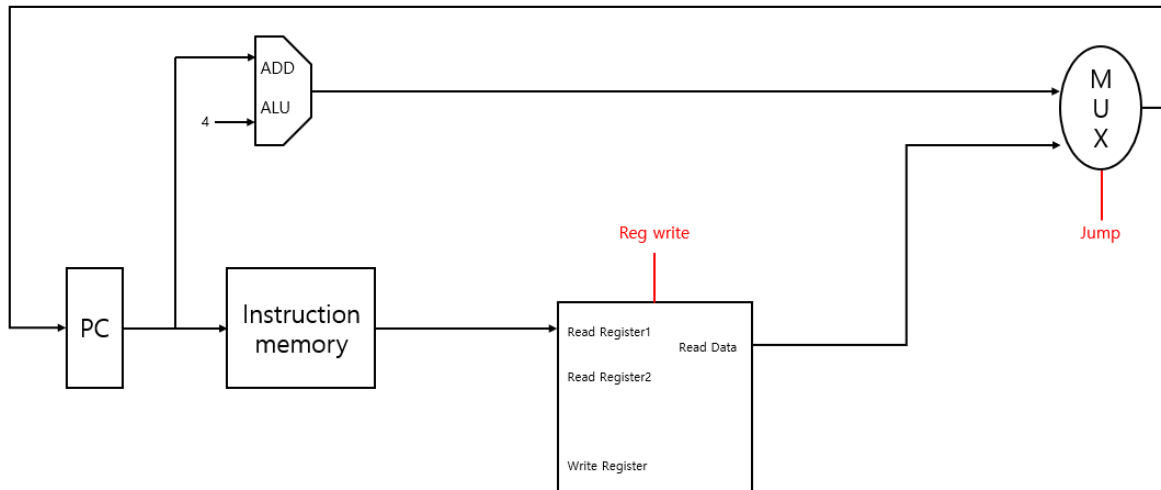 ADD
ALU
4
M
U
X
Reg write
Jump
PC
Instruction
memory
Read Register1
Read Data
Read Register2
Write Register